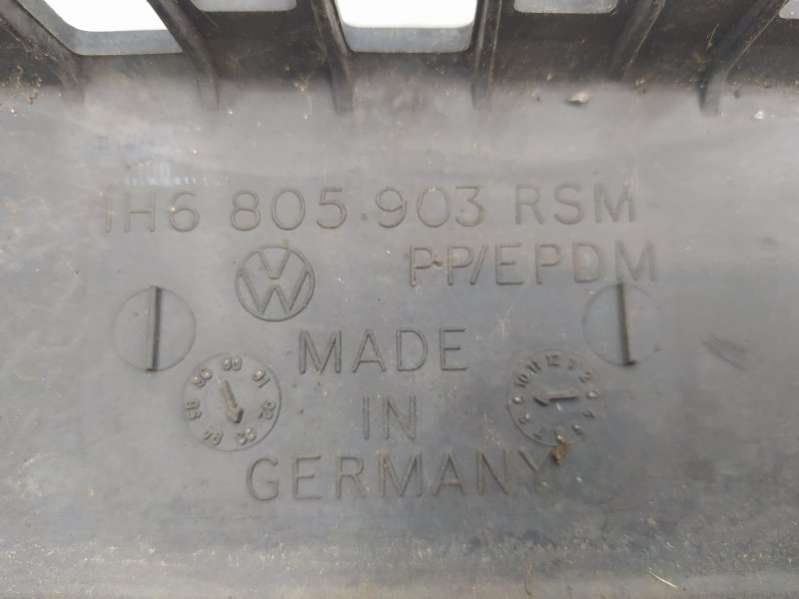 1H6 805 903 RSM
PP/EPDM
MADE
IN
GERMANY